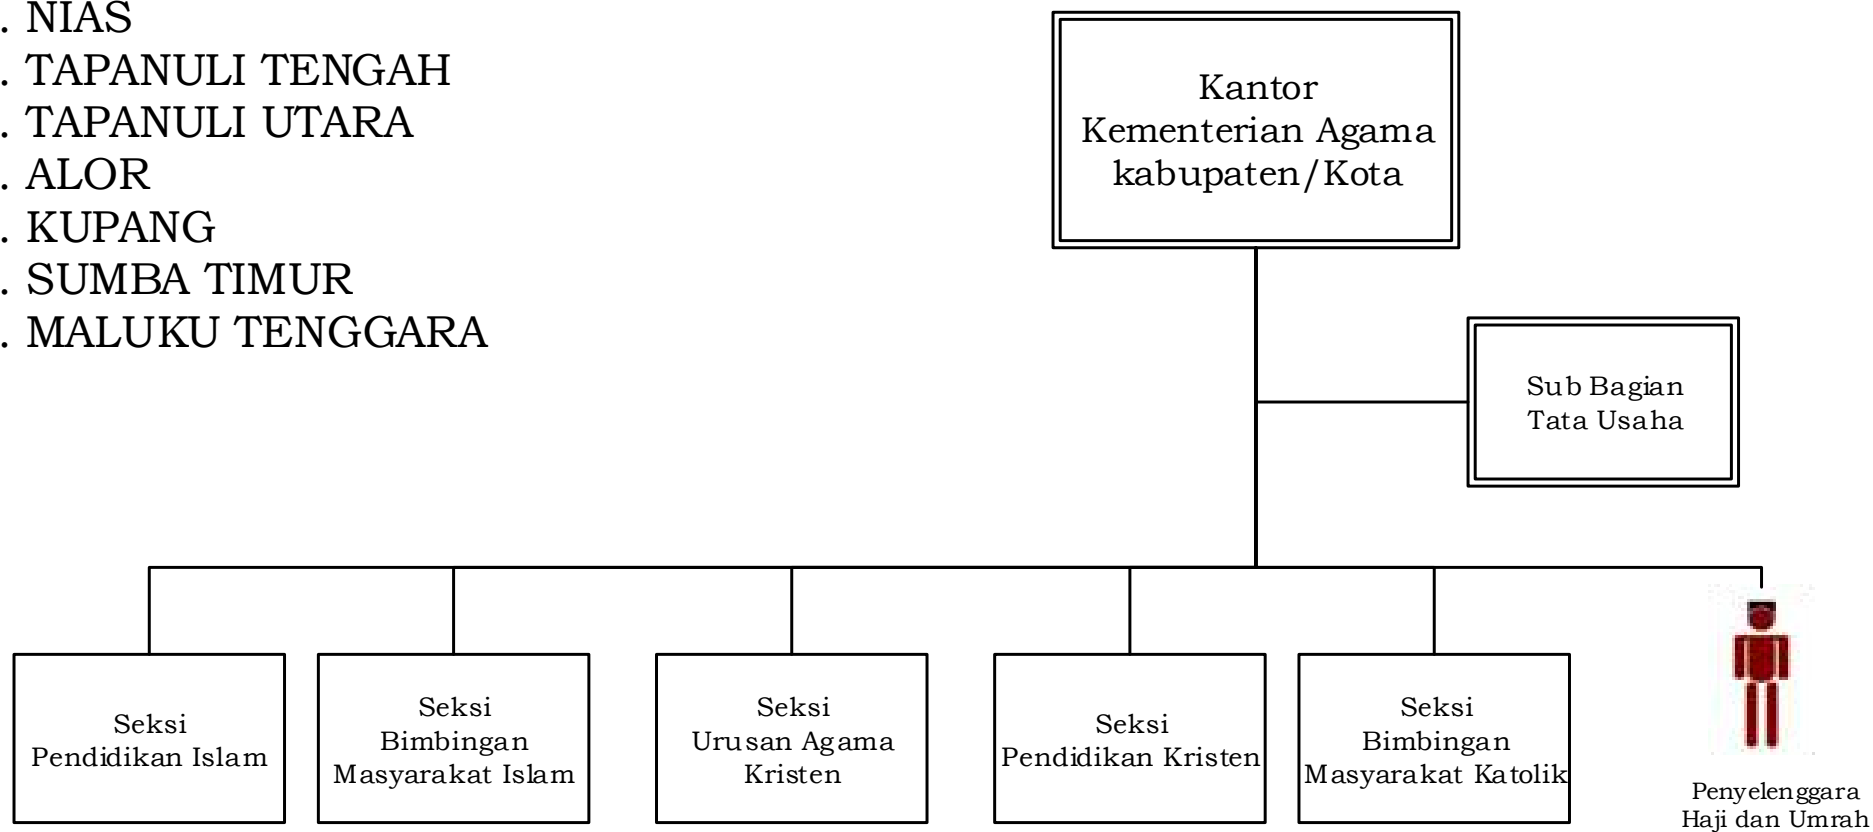 . NIAS
. TAPANULI TENGAH
. TAPANULI UTARA
. ALOR
. KUPANG
. SUMBA TIMUR
. MALUKU TENGGARA
Kantor
Kementerian Agama
kabupaten/Kota
Sub Bagian
Tata Usaha
Seksi
Pendidikan Islam
Seksi
Bimbingan
Masyarakat Islam
Seksi
Urusan Agama
Kristen
Seksi
Pendidikan Kristen
Seksi
Bimbingan
Masyarakat Katolik
Penyelenggara
Haji dan Umrah